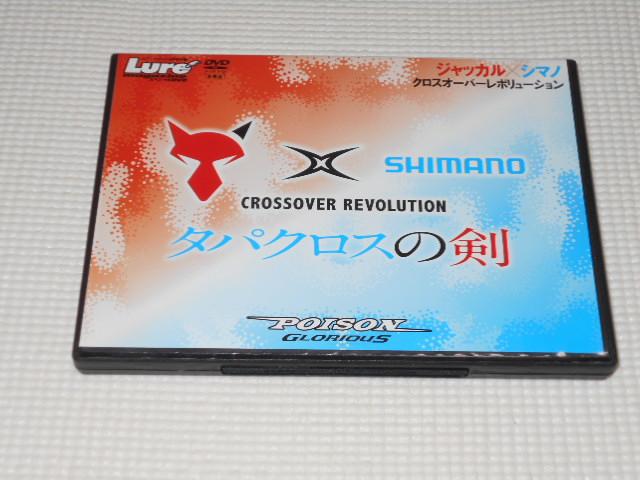 Lure
DVD
ジャッカル×シマノ
クロスオーバーレボリューション
SHIMANO
CROSSOVER REVOLUTION
タパクロスの剣
POISON
GLORIOUS